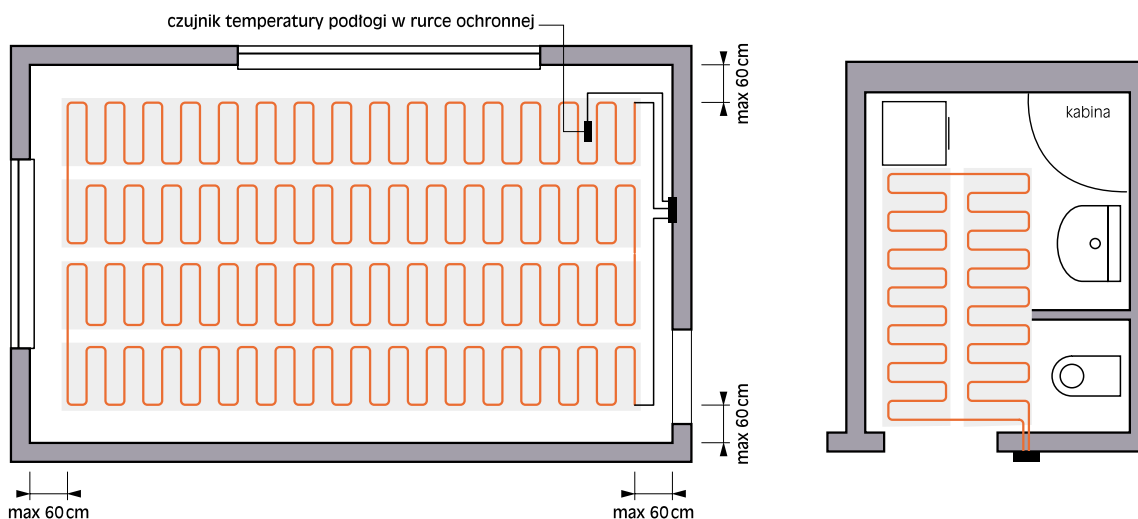 czujnik temperatury podłogi w rurce ochronnej
max 60 cm
kabina
max 60 cm
max 60 cm
max 60 cm